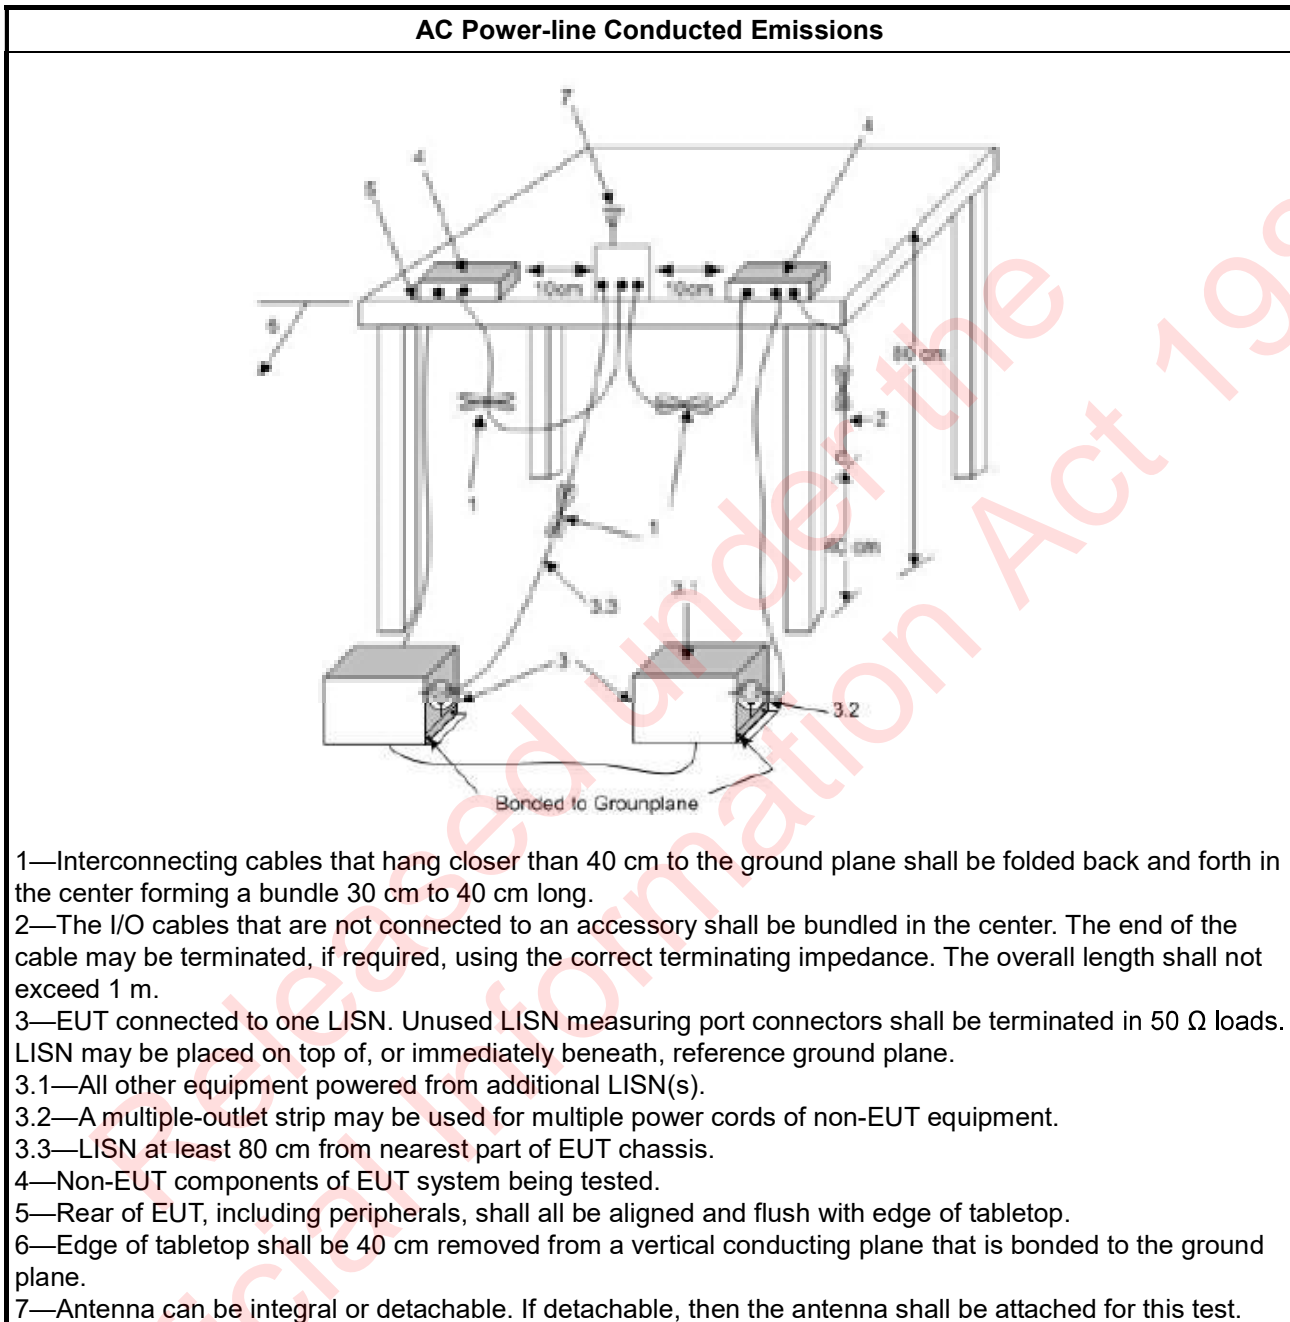 AC Power-line Conducted Emissions
7
4
4
5
10cm
10cm
6
80 cm
2
1
1
40 cm
3.3
3.1
3
3.2
Bonded to Grounplane
1—Interconnecting cables that hang closer than 40 cm to the ground plane shall be folded back and forth in
the center forming a bundle 30 cm to 40 cm long.
2—The I/O cables that are not connected to an accessory shall be bundled in the center. The end of the
cable may be terminated, if required, using the correct terminating impedance. The overall length shall not
exceed 1 m.
3—EUT connected to one LISN. Unused LISN measuring port connectors shall be terminated in 50 Ω loads.
LISN may be placed on top of, or immediately beneath, reference ground plane.
3.1—All other equipment powered from additional LISN(s).
3.2—A multiple-outlet strip may be used for multiple power cords of non-EUT equipment.
3.3—LISN at least 80 cm from nearest part of EUT chassis.
4—Non-EUT components of EUT system being tested.
5—Rear of EUT, including peripherals, shall all be aligned and flush with edge of tabletop.
6—Edge of tabletop shall be 40 cm removed from a vertical conducting plane that is bonded to the ground
plane.
7—Antenna can be integral or detachable. If detachable, then the antenna shall be attached for this test.
Released under the
Information Act 198